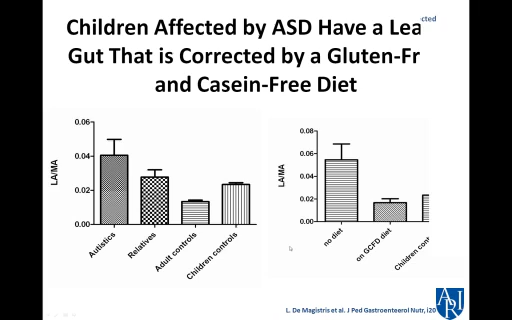 cted
Children Affected by ASD Have a Lea
Gut That is Corrected by a Gluten-Fr
and Casein-Free Diet
0.06
0.04
0.02
0.00
LA/MA
Autistics
Relatives
Adult controls
Children controls
0.08
0.06
0.04
0.02
0.00
LA/MA
no diet
on GCFD diet
Children cont
L. De Magistris et al. J Ped Gastroenteerol Nutr, i20